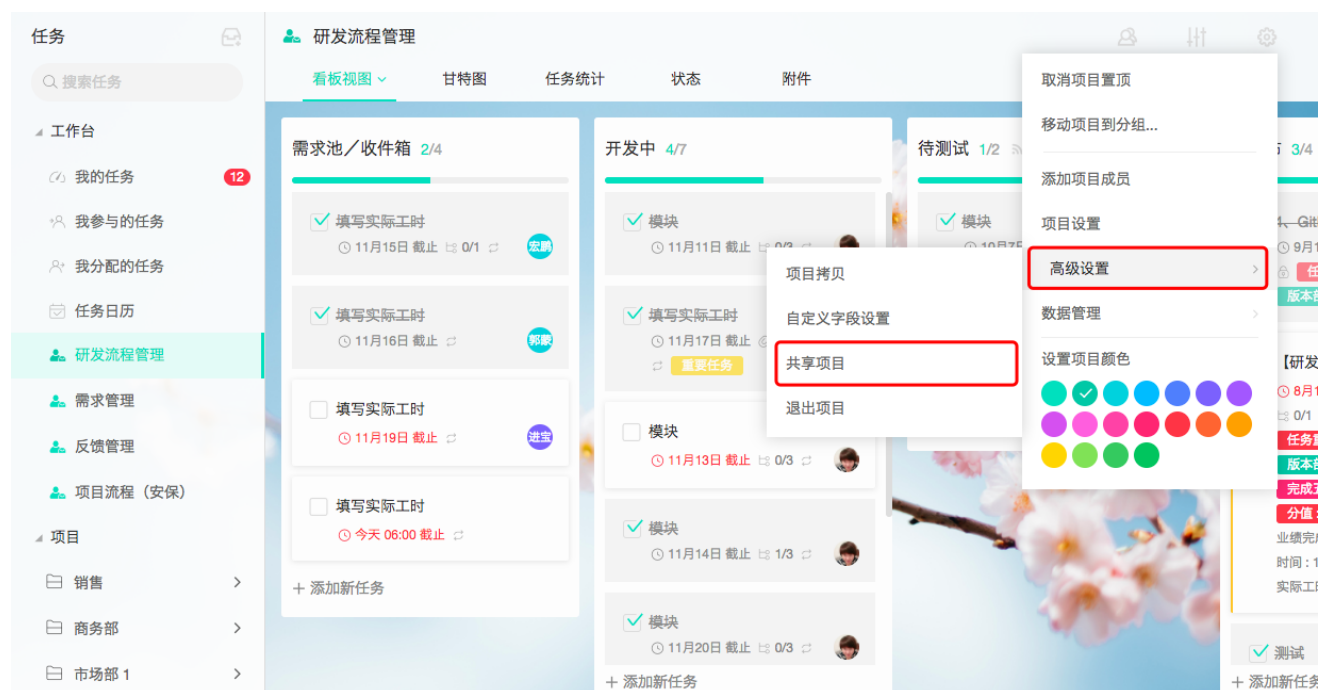 任务
搜索任务
工作台
我的任务 12
我参与的任务
我分配的任务
任务日历
研发流程管理
需求管理
反馈管理
项目流程（安保）
项目
销售
商务部
市场部 1
研发流程管理
看板视图 甘特图 任务统计 状态 附件
需求池／收件箱 2/4
填写实际工时
11月15日 截止 0/1 宏鹏
填写实际工时
11月16日 截止
填写实际工时
11月19日 截止 进宝
填写实际工时
今天 06:00 截止
+ 添加新任务
开发中 4/7
模块
11月11日 截止 0/3
填写实际工时
11月17日 截止
重要任务
模块
11月13日 截止 0/3
模块
11月14日 截止 1/3
模块
11月20日 截止 0/3
+ 添加新任务
待测试 1/2
模块
项目拷贝
自定义字段设置
共享项目
退出项目
取消项目置顶
移动项目到分组...
添加项目成员
项目设置
高级设置
数据管理
设置项目颜色
3/4
9月1
任
版本
【研发
8月1
0/1
版本
完成
分值：
业绩完
时间：1
实际工
测试
+ 添加新任务